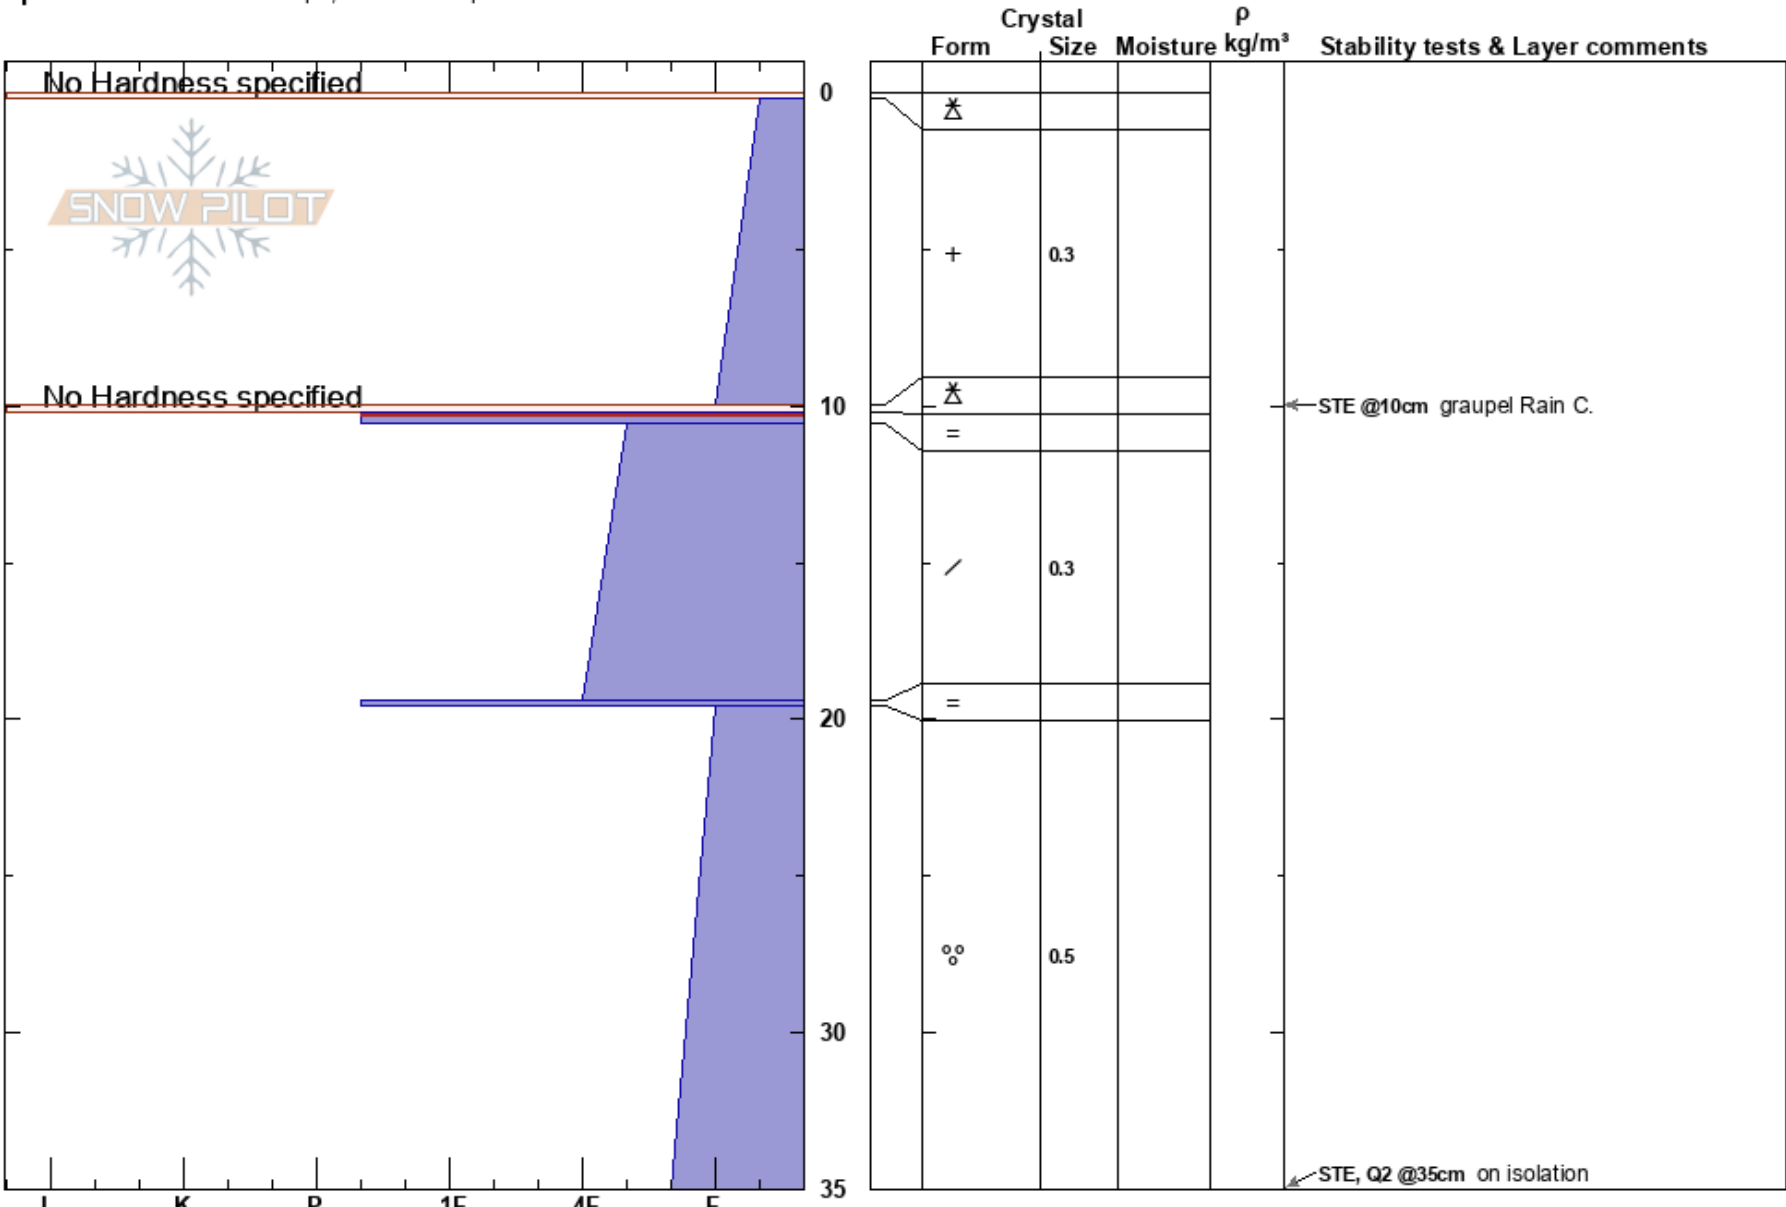 Crystal
ρ
Form Size Moisture kg/m³ Stability tests & Layer comments
No Hardness specified
0
SNOW PILOT
+ 0.3
No Hardness specified
10
STE @10cm graupel Rain C.
=
/ 0.3
=
20
0.5
30
STE, Q2 @35cm on isolation
35
I K P 1F 4F F